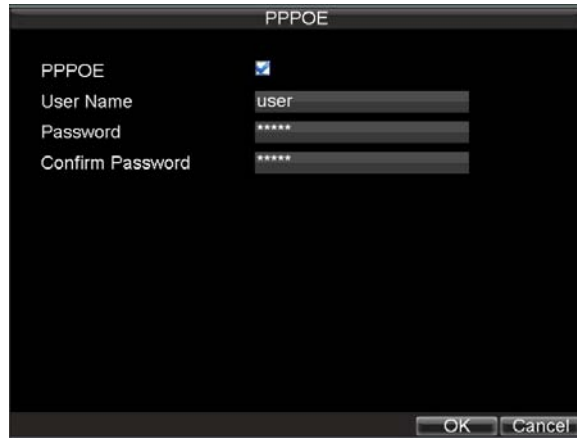 PPPOE
PPPOE
User Name user
Password *****
Confirm Password *****
OK Cancel